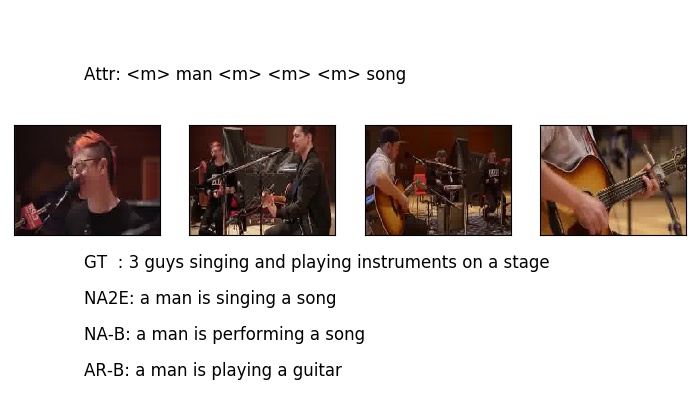 Attr: <m> man <m> <m> <m> song
GT : 3 guys singing and playing instruments on a stage
NA2E: a man is singing a song
NA-B: a man is performing a song
AR-B: a man is playing a guitar